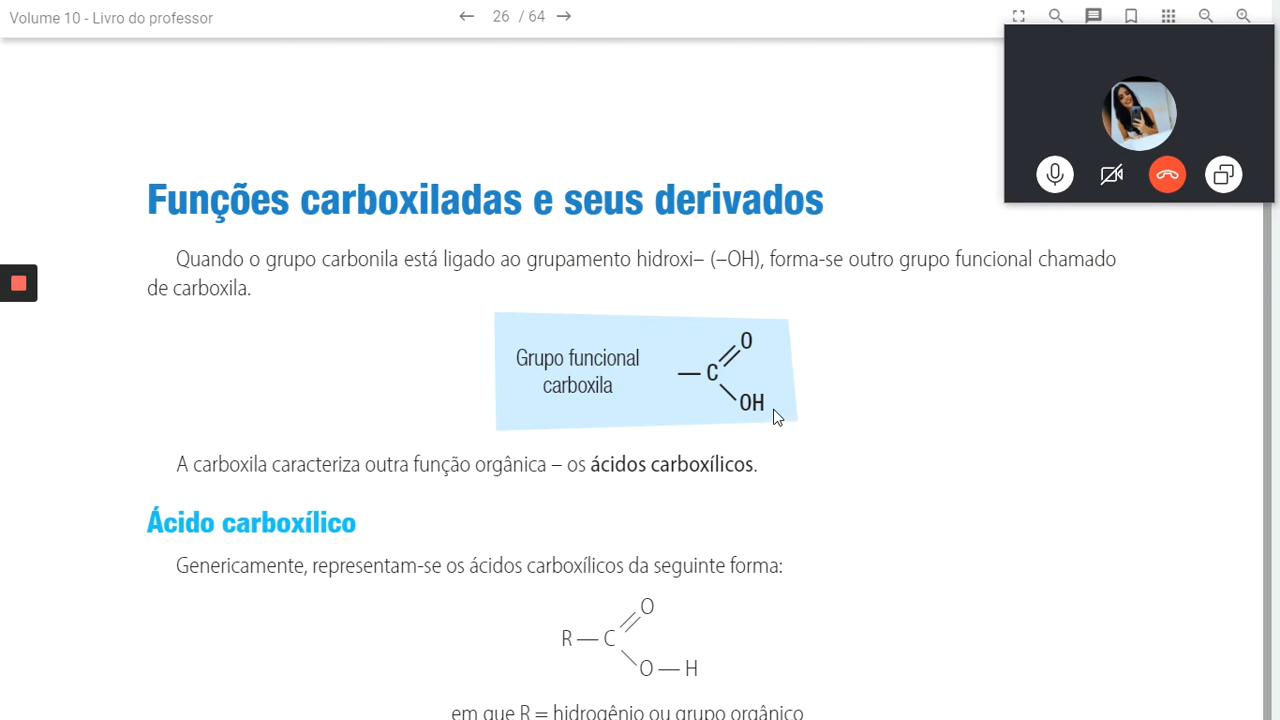 Volume 10 - Livro do professor
26 / 64
Funções carboxiladas e seus derivados
Quando o grupo carbonila está ligado ao grupamento hidroxi– (–OH), forma-se outro grupo funcional chamado
de carboxila.
Grupo funcional
carboxila
O
— C
OH
A carboxila caracteriza outra função orgânica – os ácidos carboxílicos.
Ácido carboxílico
Genericamente, representam-se os ácidos carboxílicos da seguinte forma:
O
R — C
O — H
em que R = hidrogênio ou grupo orgânico